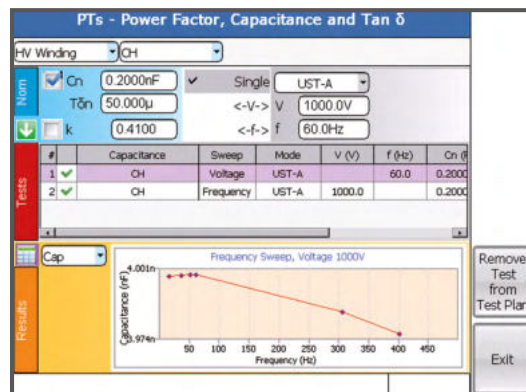 PTs - Power Factor, Capacitance and Tan δ
HV Winding CH
Nom
Cn 0.2000nF Single UST-A
Tδn 50.000µ <-V-> V 1000.0V
k 0.4100 <-f-> f 60.0Hz
Tests
# Capacitance Sweep Mode V (V) f (Hz) Cn (F
1 CH Voltage UST-A 60.0 0.2000
2 CH Frequency UST-A 1000.0 0.2000
Results
Cap
Frequency Sweep, Voltage 1000V
Capacitance (nF)
4.001n
3.974n
50 100 150 200 250 300 350 400 450
Frequency (Hz)
Remove
Test
from
Test Plan
Exit